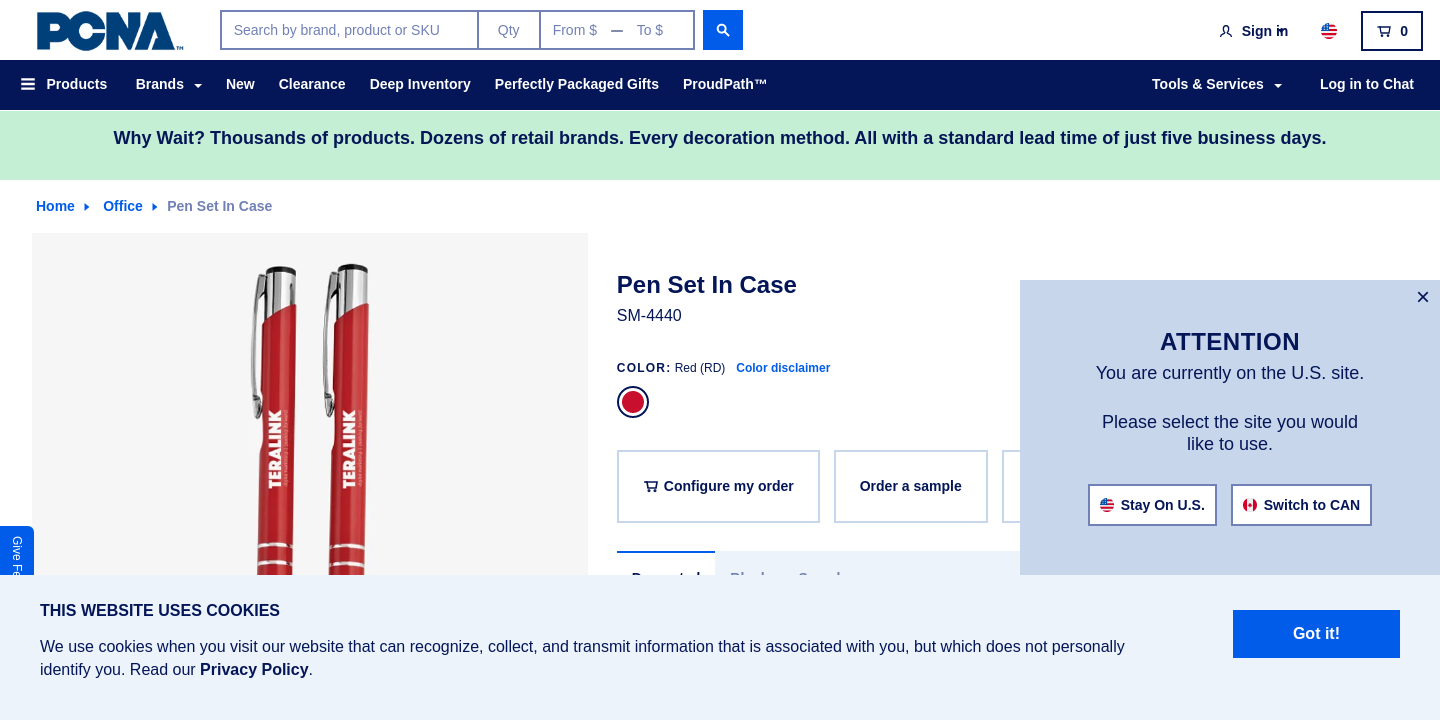 PCNA™
Search by brand, product or SKU
Qty
From $ — To $
Sign in
0
Products
Brands
New
Clearance
Deep Inventory
Perfectly Packaged Gifts
ProudPath™
Tools & Services
Log in to Chat
Why Wait? Thousands of products. Dozens of retail brands. Every decoration method. All with a standard lead time of just five business days.
Home
Office
Pen Set In Case
TERALINK
TERALINK
Pen Set In Case
SM-4440
COLOR: Red (RD) Color disclaimer
Configure my order
Order a sample
×
ATTENTION
You are currently on the U.S. site.
Please select the site you would
like to use.
Stay On U.S.
Switch to CAN
Give Fe
THIS WEBSITE USES COOKIES
We use cookies when you visit our website that can recognize, collect, and transmit information that is associated with you, but which does not personally
identify you. Read our Privacy Policy.
Got it!